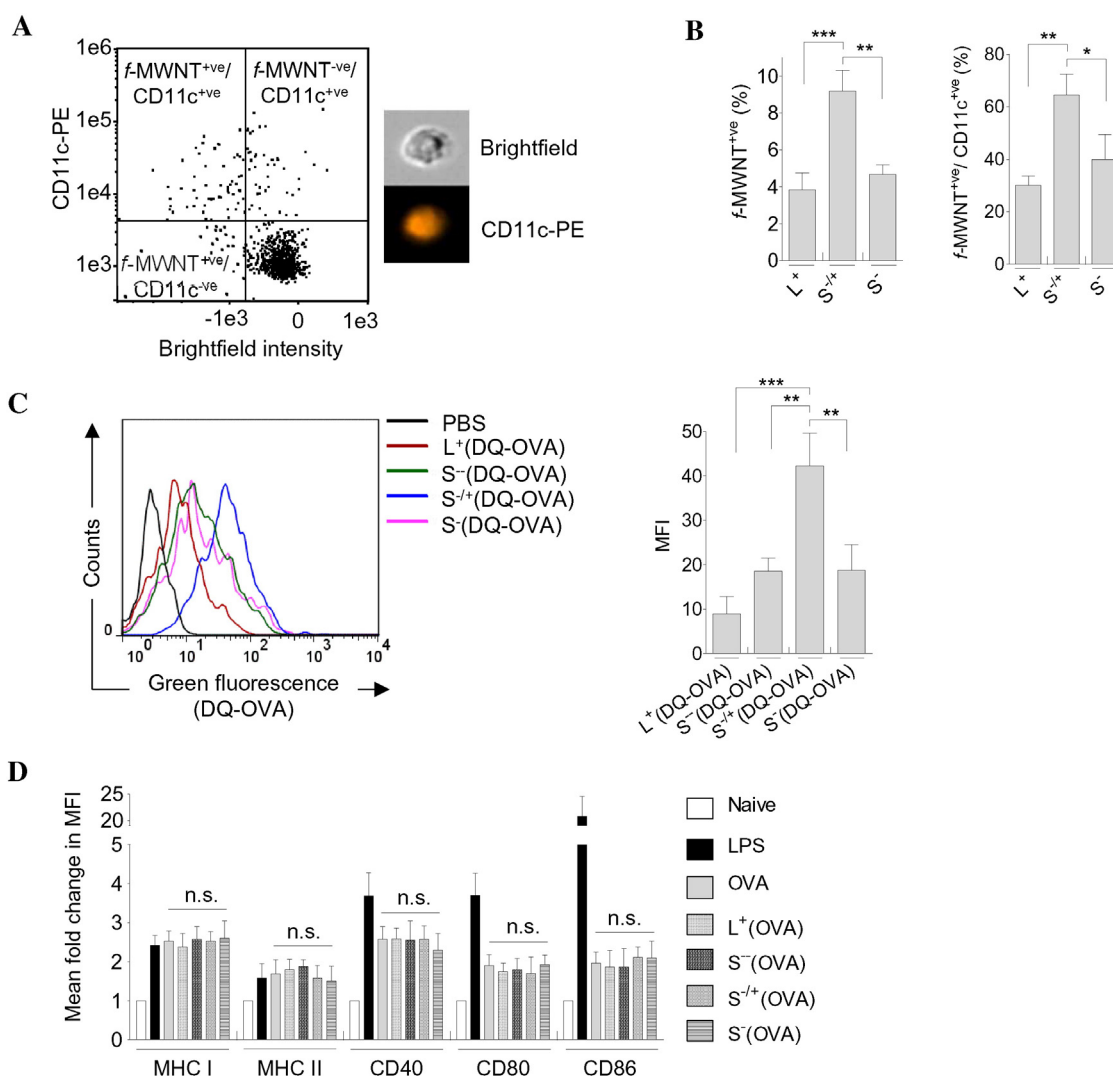 A
CD11c-PE
1e6
1e5
1e4
1e3
f-MWNT+ve/
CD11c+ve
f-MWNT-ve/
CD11c+ve
f-MWNT+ve/
CD11c-ve
-1e3
0
1e3
Brightfield intensity
Brightfield
CD11c-PE
B
f-MWNT+ve (%)
10
8
6
4
2
0
***
**
L+
S-/+
S-
f-MWNT+ve/ CD11c+ve (%)
80
60
40
20
0
**
*
L+
S-/+
S-
C
Counts
0
10^0
10^1
10^2
10^3
10^4
Green fluorescence
(DQ-OVA)
PBS
L+(DQ-OVA)
S--(DQ-OVA)
S-/+(DQ-OVA)
S-(DQ-OVA)
MFI
50
40
30
20
10
0
***
**
**
L+(DQ-OVA)
S--(DQ-OVA)
S-/+(DQ-OVA)
S-(DQ-OVA)
D
Mean fold change in MFI
25
20
5
4
3
2
1
0
n.s.
n.s.
n.s.
n.s.
n.s.
MHC I
MHC II
CD40
CD80
CD86
Naive
LPS
OVA
L+(OVA)
S--(OVA)
S-/+(OVA)
S-(OVA)